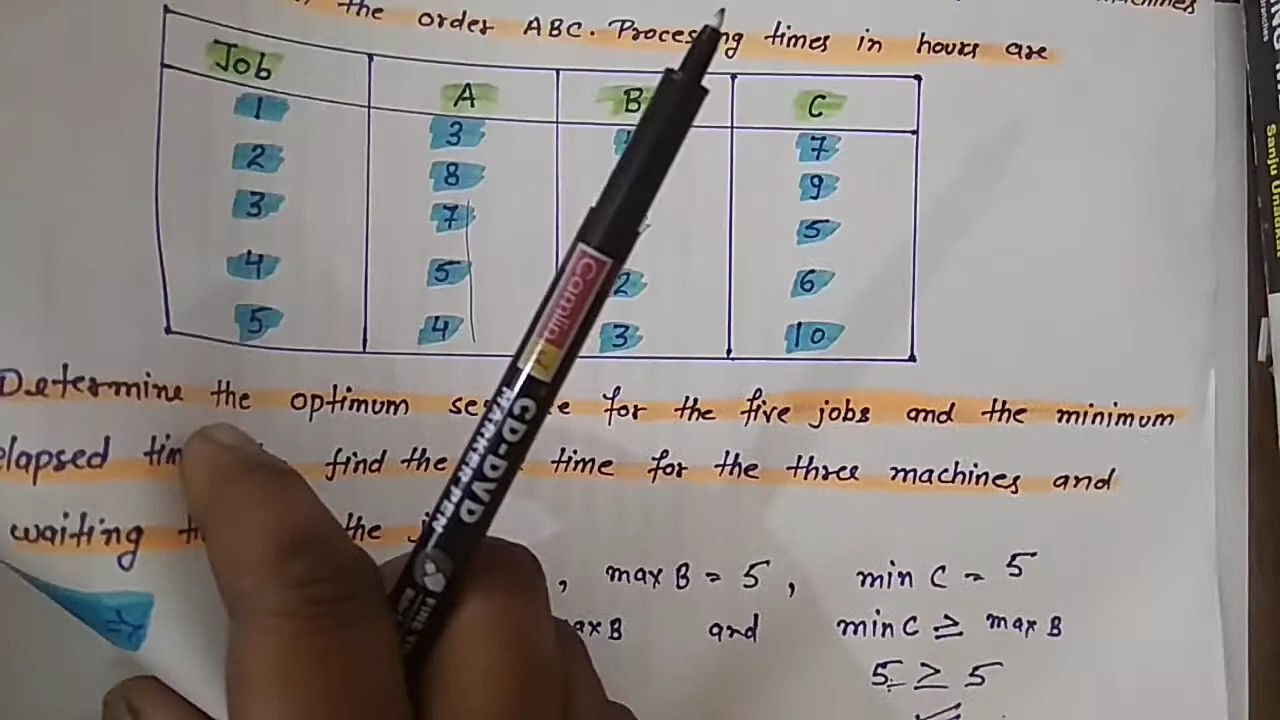 the order ABC. Processing times in hours are
Job A B C
1 3 7
2 8 9
3 7 5
4 5 2 6
5 4 3 10
Determine the optimum for the five jobs and the minimum
elapsed find the time for the three machines and
waiting the
, max B = 5, min C = 5
max B and min C ≥ max B
5 ≥ 5
Camlin
CD-DVD
MARKER PEN